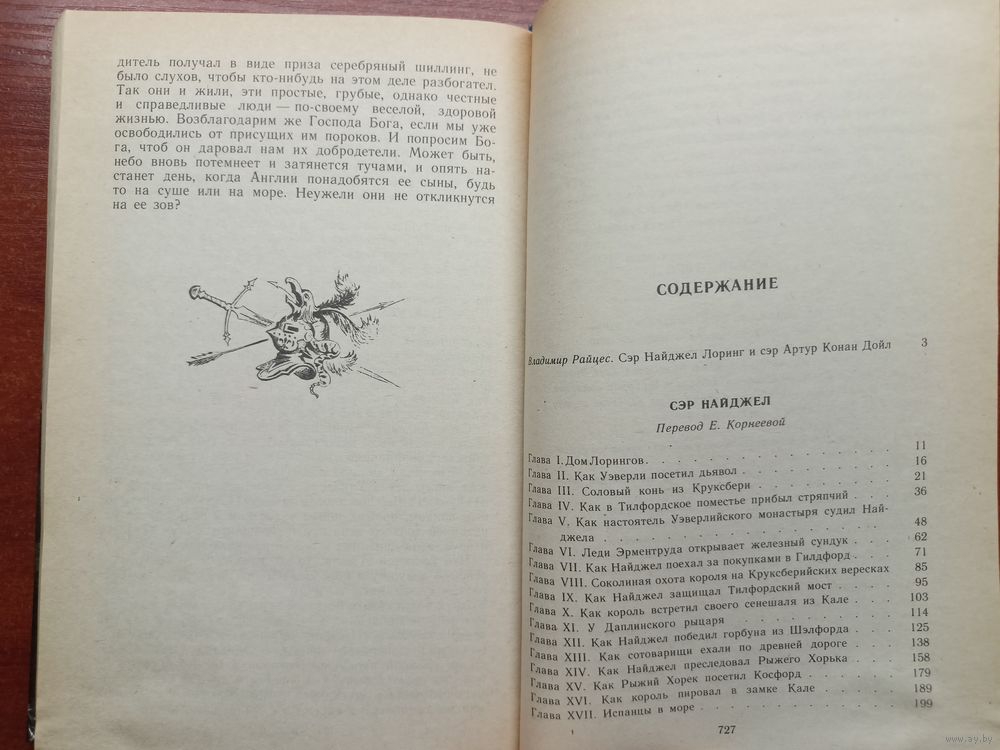 дитель получал в виде приза серебряный шиллинг, не
было слухов, чтобы кто-нибудь на этом деле разбогател.
Так они и жили, эти простые, грубые, однако честные
и справедливые люди — по-своему веселой, здоровой
жизнью. Возблагодарим же Господа Бога, если мы уже
освободились от присущих им пороков. И попросим Бо-
га, чтоб он даровал нам их добродетели. Может быть,
небо вновь потемнеет и затянется тучами, и опять на-
станет день, когда Англии понадобятся ее сыны, будь
то на суше или на море. Неужели они не откликнутся
на ее зов?
СОДЕРЖАНИЕ
Владимир Райцес. Сэр Найджел Лоринг и сэр Артур Конан Дойл 3
СЭР НАЙДЖЕЛ
Перевод Е. Корнеевой
Глава I. Дом Лорингов. . . . . . . . . . . . . . 11
Глава II. Как Уэверли посетил дьявол . . . . . . . . . 16
Глава III. Соловый конь из Круксбери . . . . . . . . . 21
Глава IV. Как в Тилфордское поместье прибыл стряпчий . . . 36
Глава V. Как настоятель Уэверлийского монастыря судил Най-
джела . . . . . . . . . . . . . . . 48
Глава VI. Леди Эрментруда открывает железный сундук . . . 62
Глава VII. Как Найджел поехал за покупками в Гилдфорд . . . 71
Глава VIII. Соколиная охота короля на Круксберийских вересках 85
Глава IX. Как Найджел защищал Тилфордский мост . . . . 95
Глава X. Как король встретил своего сенешаля из Кале . . . 103
Глава XI. У Даплинского рыцаря . . . . . . . . . . 114
Глава XII. Как Найджел победил горбуна из Шэлфорда . . . 125
Глава XIII. Как сотоварищи ехали по древней дороге . . . . 138
Глава XIV. Как Найджел преследовал Рыжего Хорька . . . . 158
Глава XV. Как Рыжий Хорек посетил Косфорд . . . . . . 179
Глава XVI. Как король пировал в замке Кале . . . . . . 189
Глава XVII. Испанцы в море . . . . . . . . . . . 199
727
www.ay.by